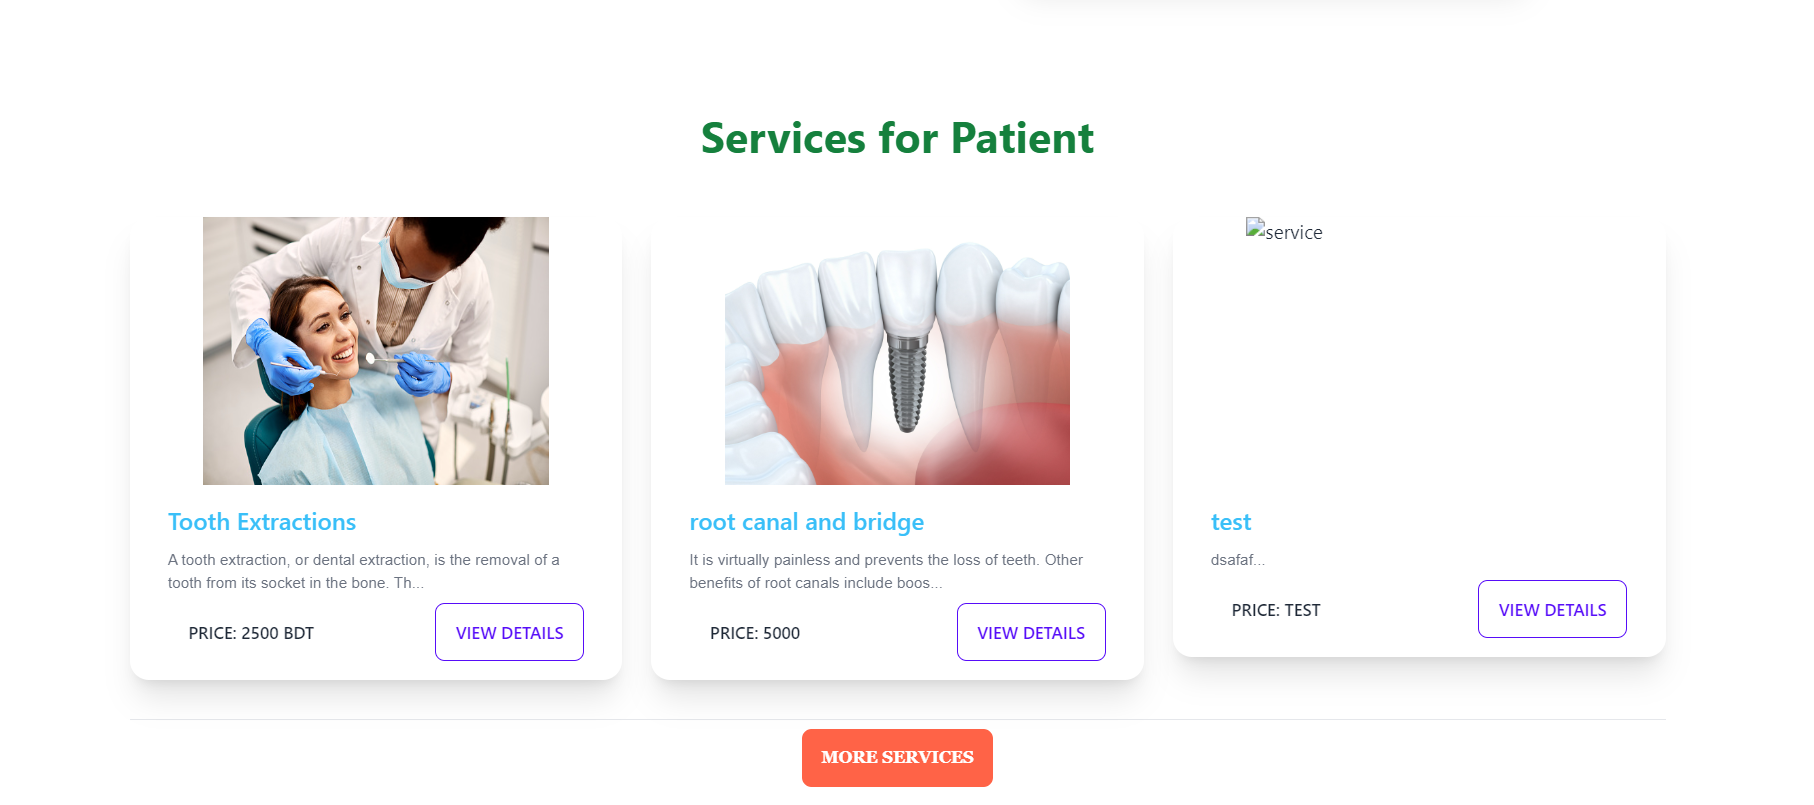 Services for Patient
service
Tooth Extractions
A tooth extraction, or dental extraction, is the removal of a
tooth from its socket in the bone. Th...
PRICE: 2500 BDT
VIEW DETAILS
root canal and bridge
It is virtually painless and prevents the loss of teeth. Other
benefits of root canals include boos...
PRICE: 5000
VIEW DETAILS
test
dsafaf...
PRICE: TEST
VIEW DETAILS
MORE SERVICES